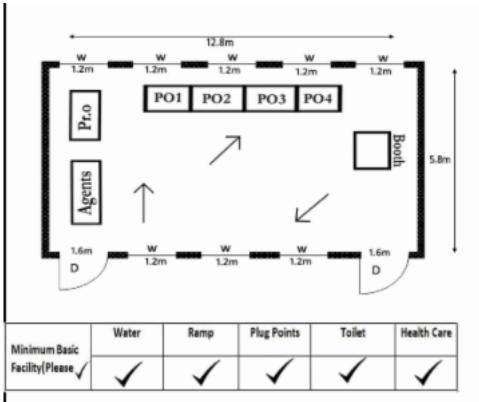 12.8m
W W W W W
1.2m 1.2m 1.2m 1.2m 1.2m
PO1 PO2 PO3 PO4
Pr.o
Booth
5.8m
Agents
1.6m W W W 1.6m
D 1.2m 1.2m 1.2m D
Water Ramp Plug Points Toilet Health Care
Minimum Basic
Facility(Please ✓ ✓ ✓ ✓ ✓ ✓